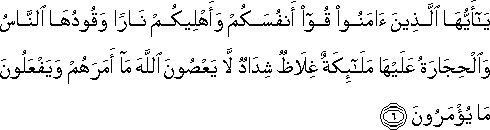 يَـٰٓأَيُّهَا ٱلَّذِينَ ءَامَنُوا۟ قُوٓا۟ أَنفُسَكُمْ وَأَهْلِيكُمْ نَارًا وَقُودُهَا ٱلنَّاسُ
وَٱلْحِجَارَةُ عَلَيْهَا مَلَـٰٓئِكَةٌ غِلَاظٌ شِدَادٌ لَّا يَعْصُونَ ٱللَّهَ مَآ أَمَرَهُمْ وَيَفْعَلُونَ
مَا يُؤْمَرُونَ ۝٦